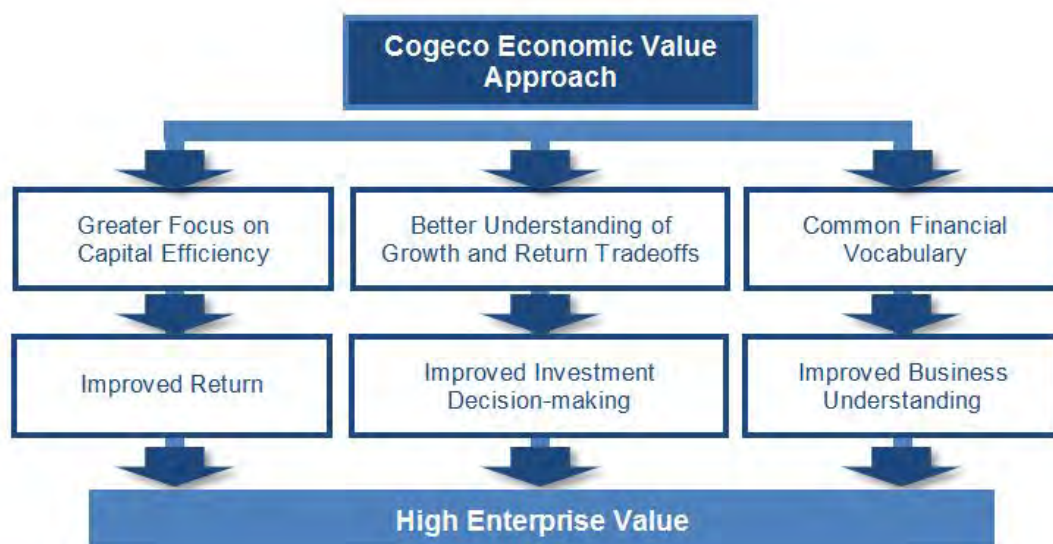 Cogeco Economic Value
Approach
Greater Focus on
Capital Efficiency
Better Understanding of
Growth and Return Tradeoffs
Common Financial
Vocabulary
Improved Return
Improved Investment
Decision-making
Improved Business
Understanding
High Enterprise Value